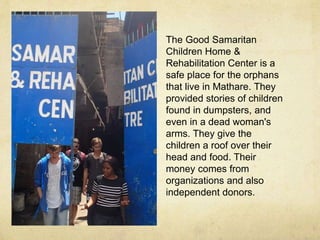 SAMAR
& REHA
CEN
ITAN C
BILITAT
TRE
The Good Samaritan
Children Home &
Rehabilitation Center is a
safe place for the orphans
that live in Mathare. They
provided stories of children
found in dumpsters, and
even in a dead woman's
arms. They give the
children a roof over their
head and food. Their
money comes from
organizations and also
independent donors.